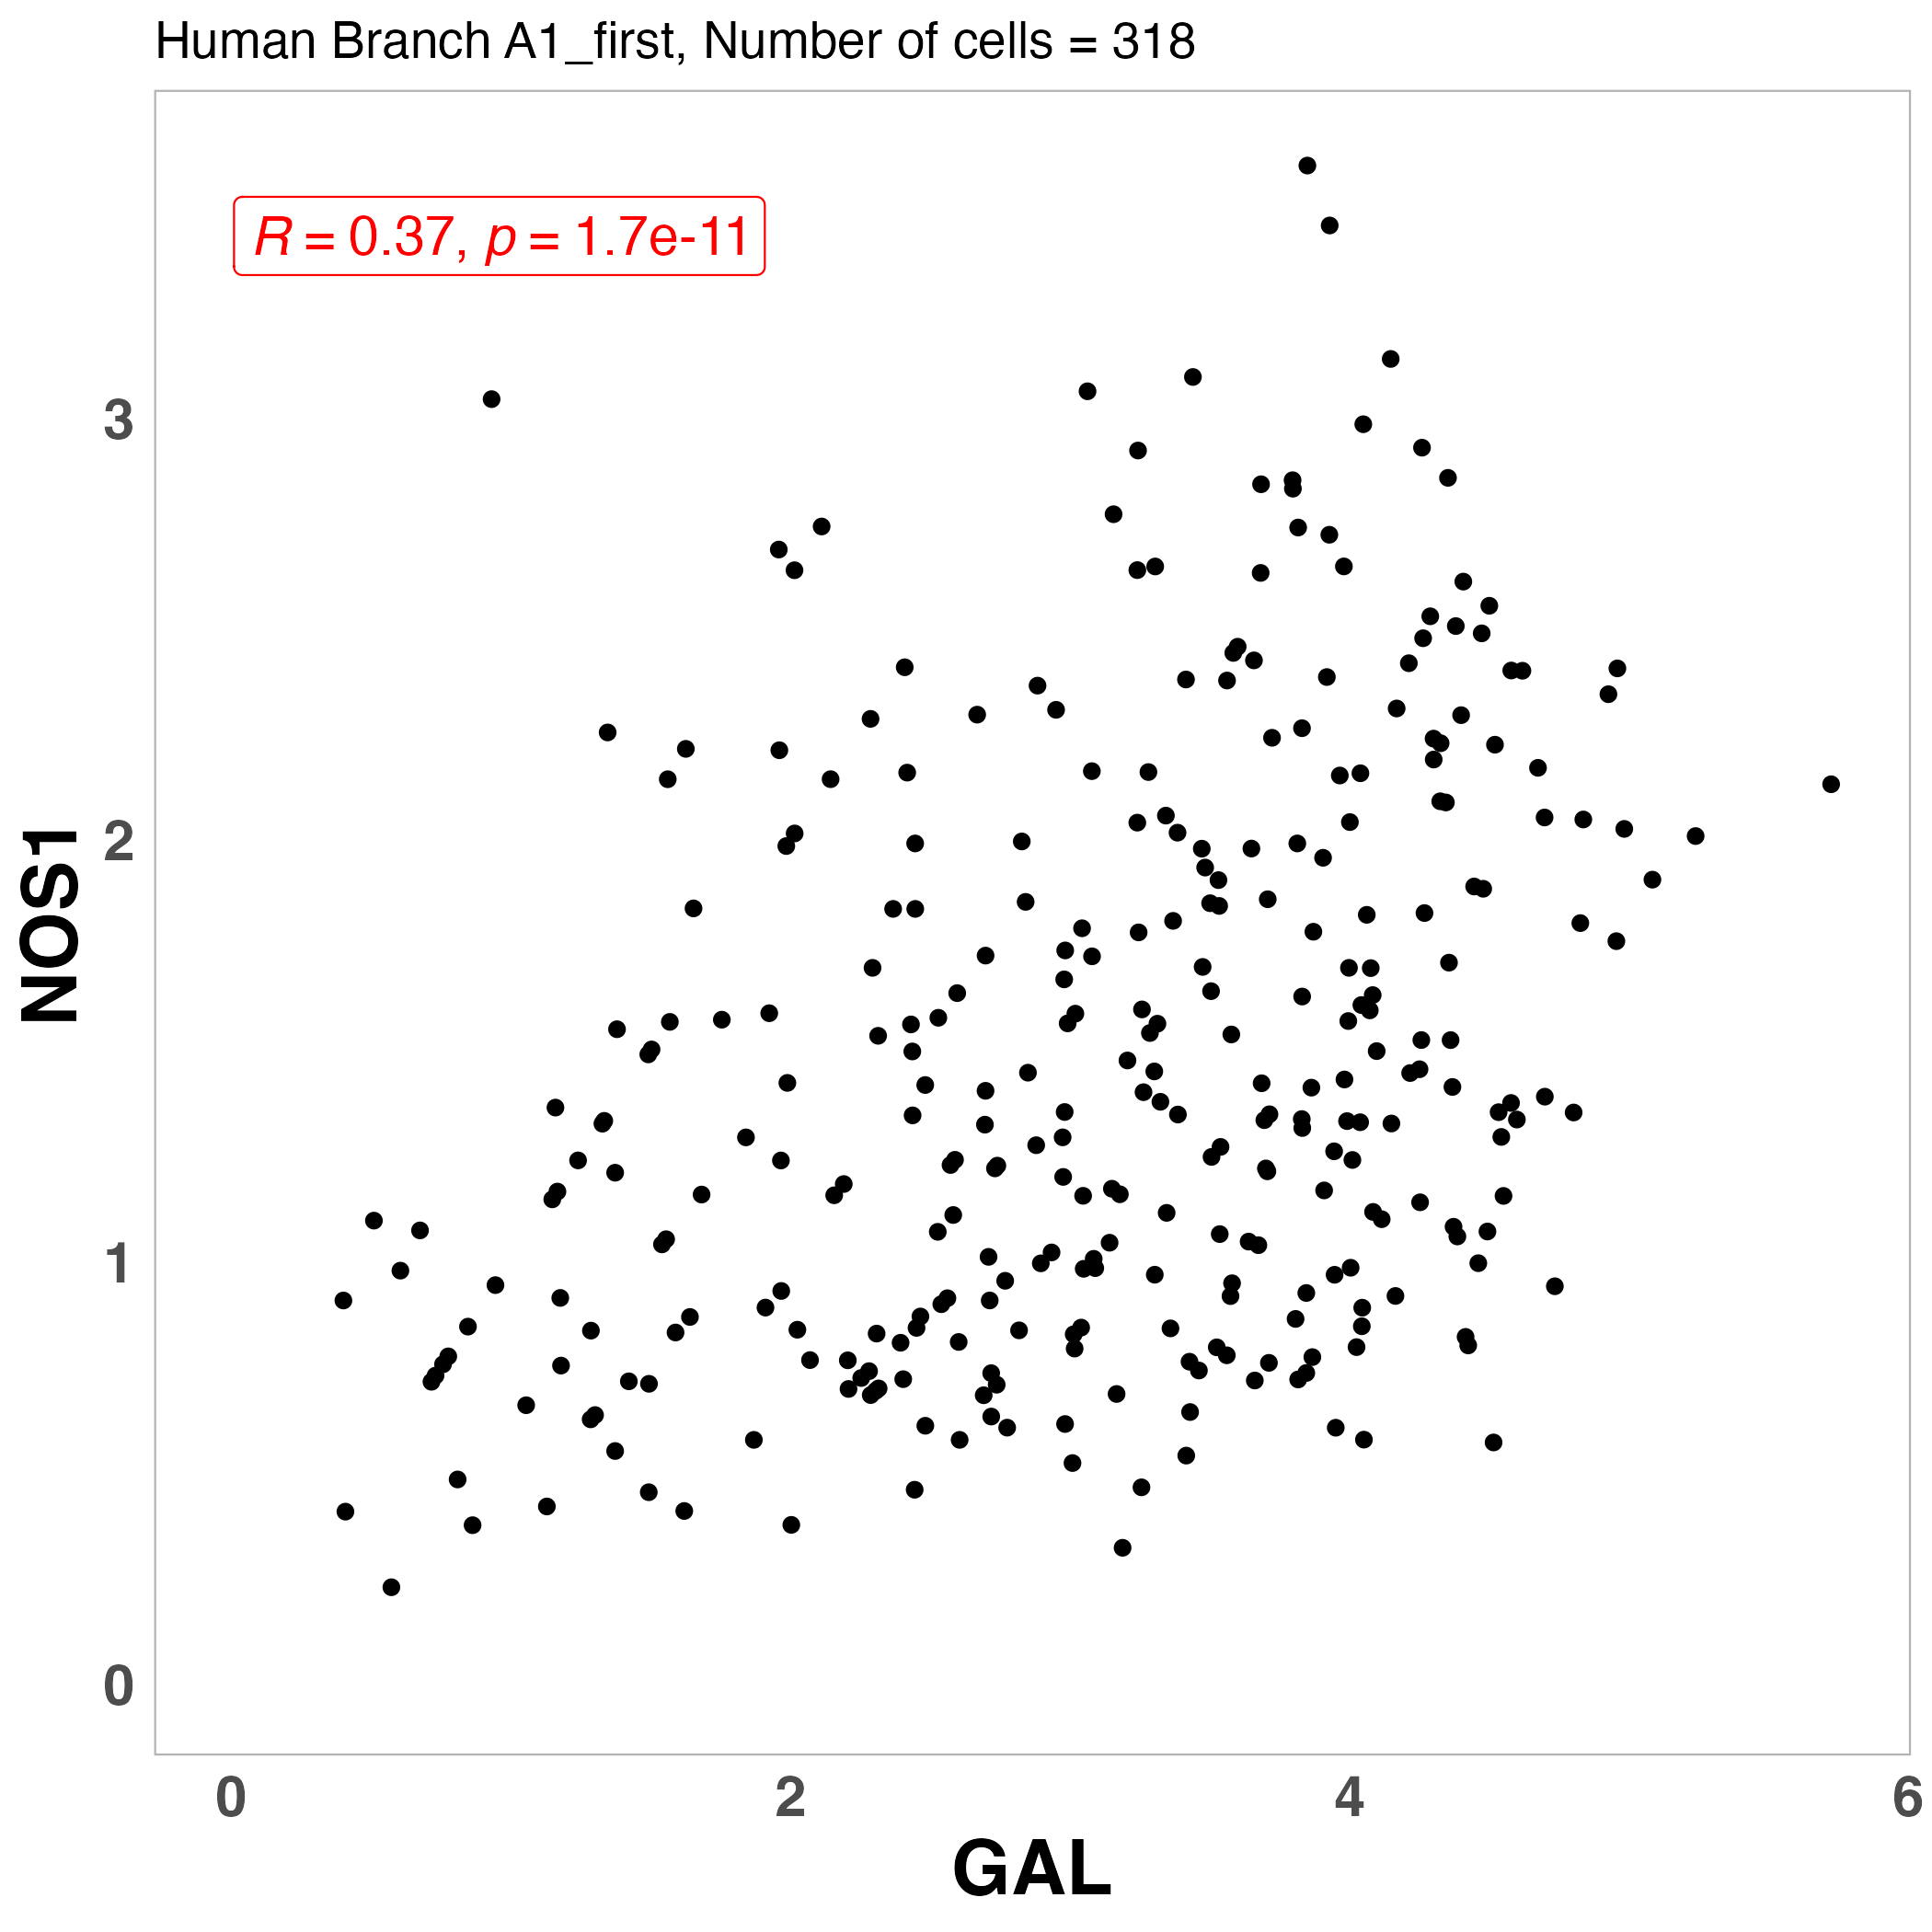 Human Branch A1_first, Number of cells = 318
R = 0.37, p = 1.7e-11
3
2
1
0
NOS1
0 2 4 6
GAL